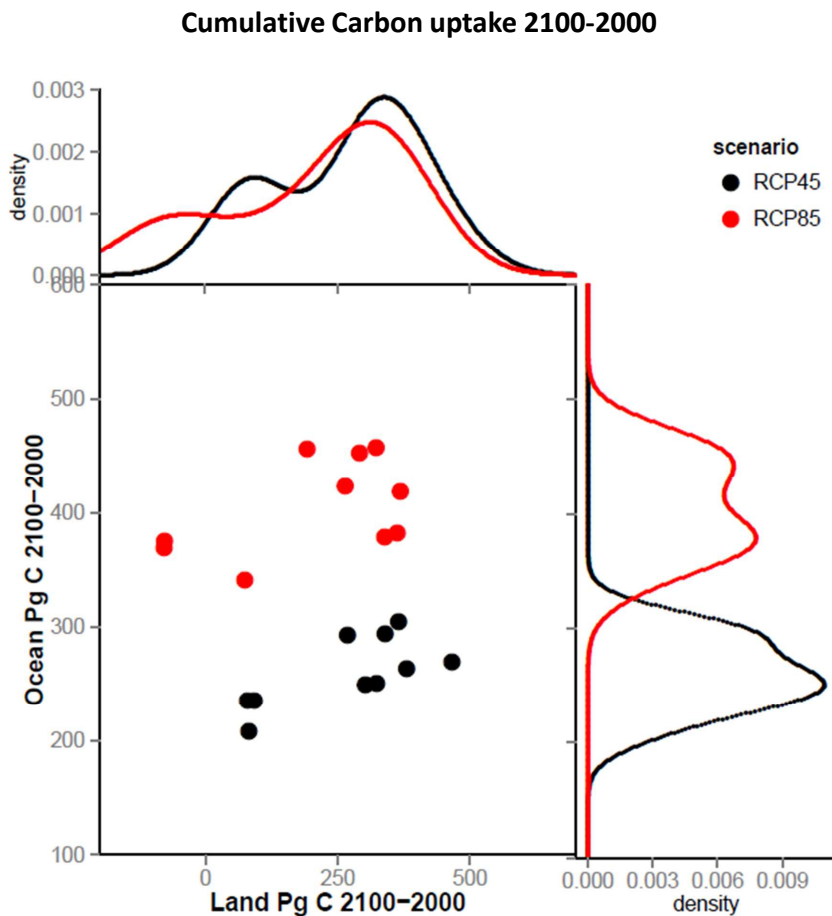 Cumulative Carbon uptake 2100-2000
0.003
0.002
0.001
0.000
density
scenario
RCP45
RCP85
600
500
400
300
200
100
Ocean Pg C 2100−2000
0
250
500
Land Pg C 2100−2000
0.000 0.003 0.006 0.009
density